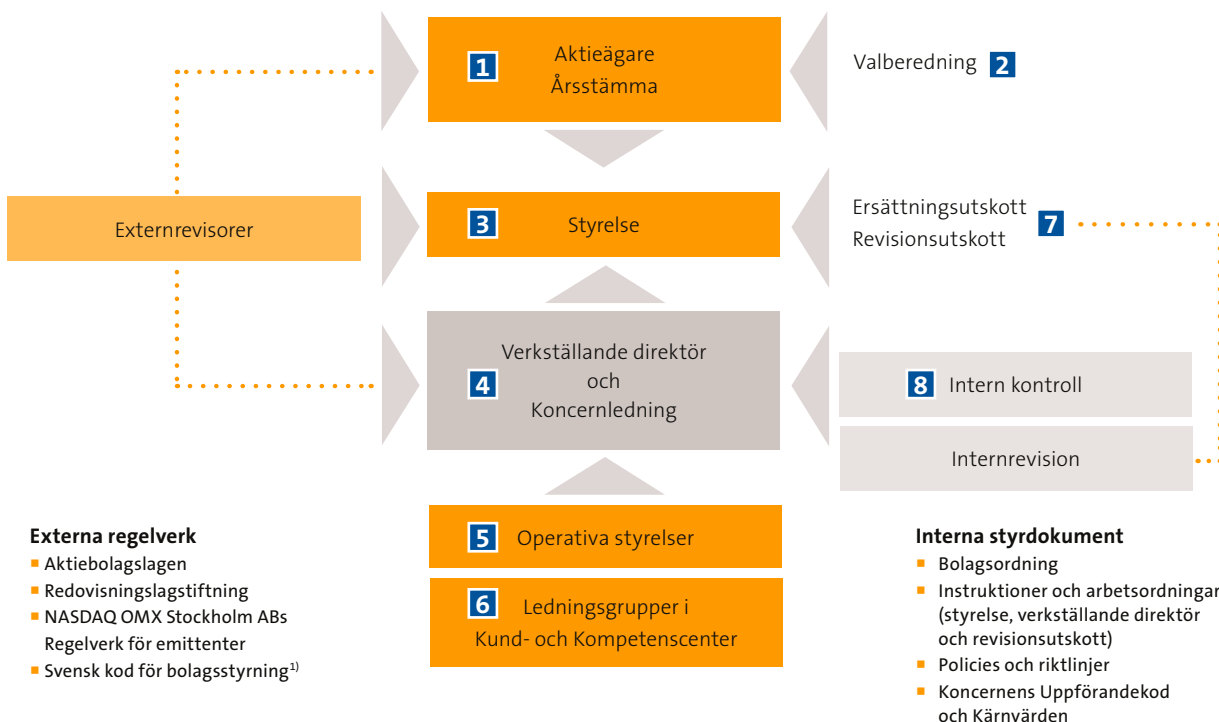 1
Aktieägare
Årsstämma
Valberedning 2
Externrevisorer
3 Styrelse
Ersättningsutskott
Revisionsutskott
7
4
Verkställande direktör
och
Koncernledning
8 Intern kontroll
Internrevision
5 Operativa styrelser
6 Ledningsgrupper i
Kund- och Kompetenscenter
Externa regelverk
▪ Aktiebolagslagen
▪ Redovisningslagstiftning
▪ NASDAQ OMX Stockholm ABs
Regelverk för emittenter
▪ Svensk kod för bolagsstyrning1)
Interna styrdokument
▪ Bolagsordning
▪ Instruktioner och arbetsordningar
(styrelse, verkställande direktör
och revisionsutskott)
▪ Policies och riktlinjer
▪ Koncernens Uppförandekod
och Kärnvärden